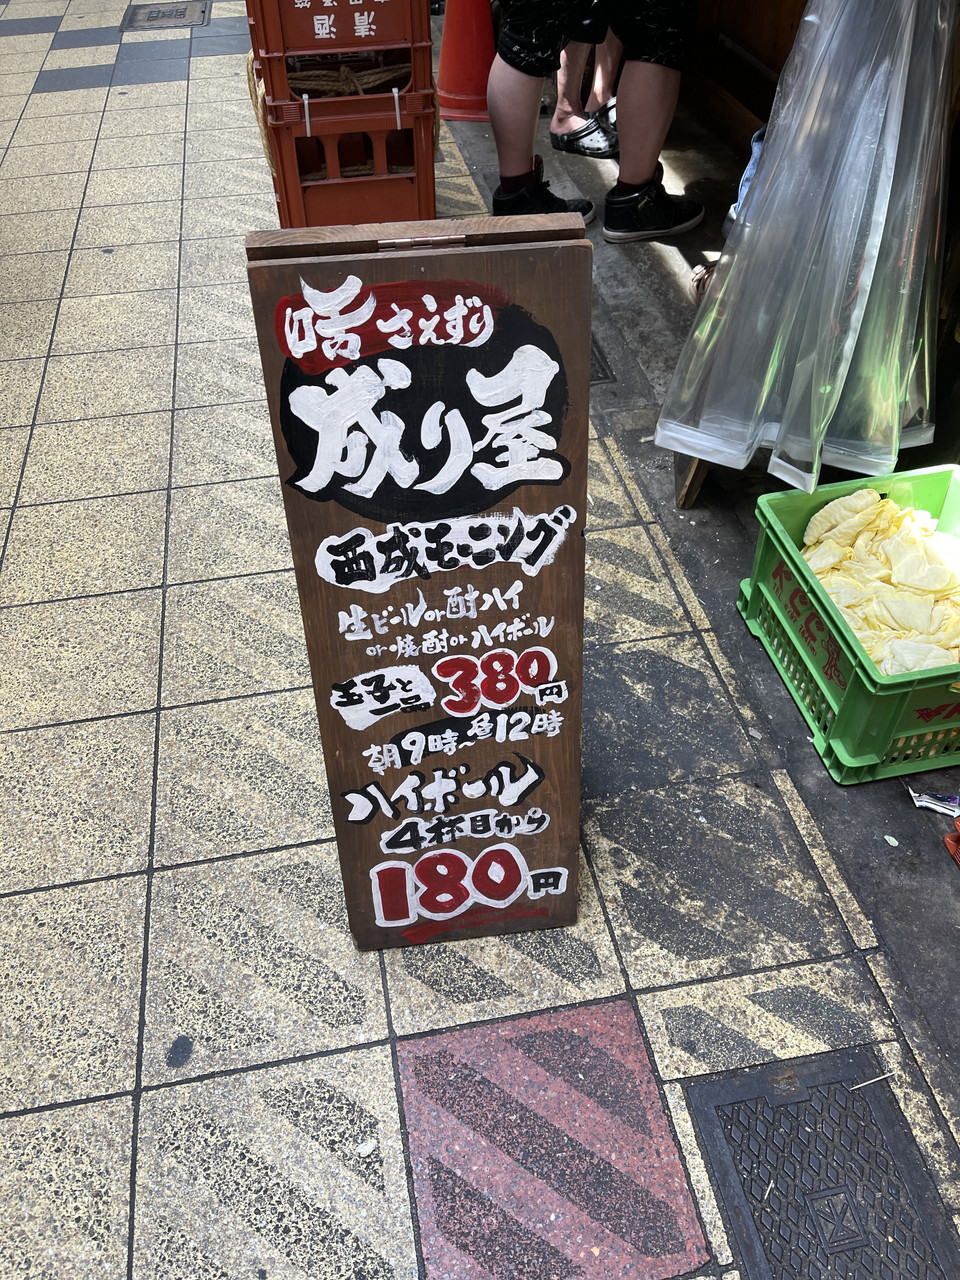 清酒
さえずり
成り屋
西成モーニング
生ビールor酎ハイ
or焼酎orハイボール
玉子と一品 380円
朝9時〜昼12時
ハイボール
4杯目から
180円